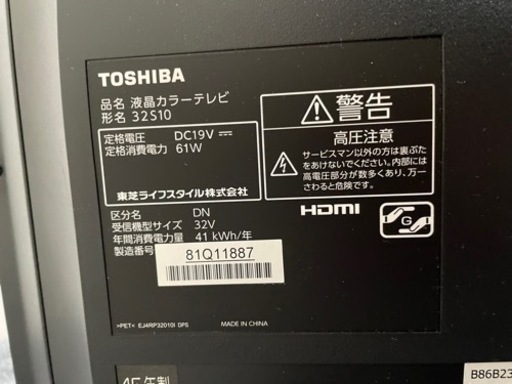 TOSHIBA
品名 液晶カラーテレビ
形名 32S10
定格電圧 DC19V
定格消費電力 61W
東芝ライフスタイル株式会社
区分名 DN
受信機型サイズ 32V
年間消費電力量 41 kWh/年
製造番号
81Q11887
>PET< EJ4RP32010I DPS
MADE IN CHINA
警告
高圧注意
サービスマン以外の方は裏ぶたをあけないでください。内部には高電圧部分が数多くあり、万一さわると危険です。
HDMI
G
B86B23